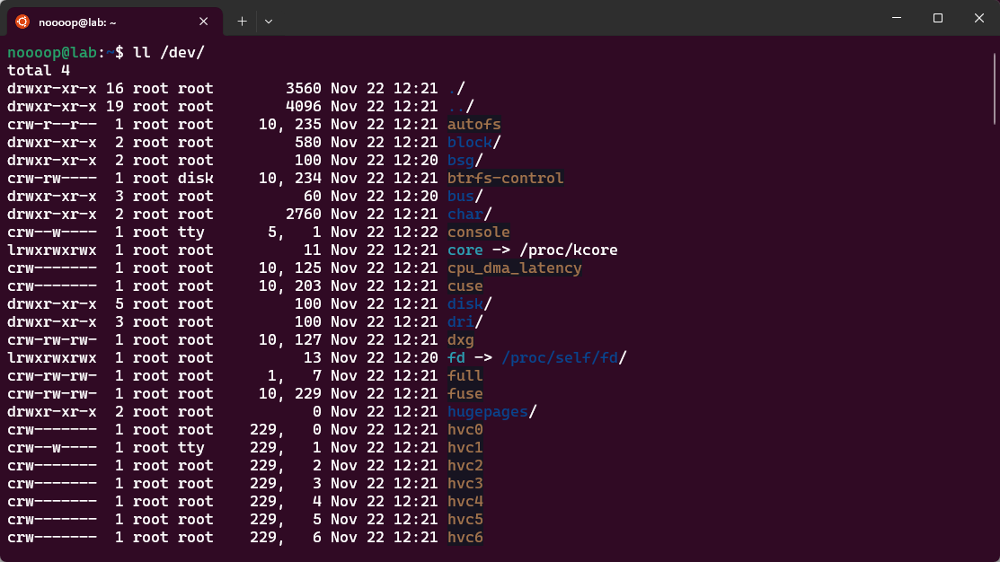 noooop@lab: ~
noooop@lab:~$ ll /dev/
total 4
drwxr-xr-x 16 root root        3560 Nov 22 12:21 ./
drwxr-xr-x 19 root root        4096 Nov 22 12:21 ../
crw-r--r--  1 root root     10, 235 Nov 22 12:21 autofs
drwxr-xr-x  2 root root         580 Nov 22 12:21 block/
drwxr-xr-x  2 root root         100 Nov 22 12:20 bsg/
crw-rw----  1 root disk     10, 234 Nov 22 12:21 btrfs-control
drwxr-xr-x  3 root root          60 Nov 22 12:20 bus/
drwxr-xr-x  2 root root        2760 Nov 22 12:21 char/
crw--w----  1 root tty       5,   1 Nov 22 12:22 console
lrwxrwxrwx  1 root root          11 Nov 22 12:21 core -> /proc/kcore
crw-------  1 root root     10, 125 Nov 22 12:21 cpu_dma_latency
crw-------  1 root root     10, 203 Nov 22 12:21 cuse
drwxr-xr-x  5 root root         100 Nov 22 12:21 disk/
drwxr-xr-x  3 root root         100 Nov 22 12:21 dri/
crw-rw-rw-  1 root root     10, 127 Nov 22 12:21 dxg
lrwxrwxrwx  1 root root          13 Nov 22 12:20 fd -> /proc/self/fd/
crw-rw-rw-  1 root root      1,   7 Nov 22 12:21 full
crw-rw-rw-  1 root root     10, 229 Nov 22 12:21 fuse
drwxr-xr-x  2 root root           0 Nov 22 12:21 hugepages/
crw-------  1 root root    229,   0 Nov 22 12:21 hvc0
crw--w----  1 root tty     229,   1 Nov 22 12:21 hvc1
crw-------  1 root root    229,   2 Nov 22 12:21 hvc2
crw-------  1 root root    229,   3 Nov 22 12:21 hvc3
crw-------  1 root root    229,   4 Nov 22 12:21 hvc4
crw-------  1 root root    229,   5 Nov 22 12:21 hvc5
crw-------  1 root root    229,   6 Nov 22 12:21 hvc6